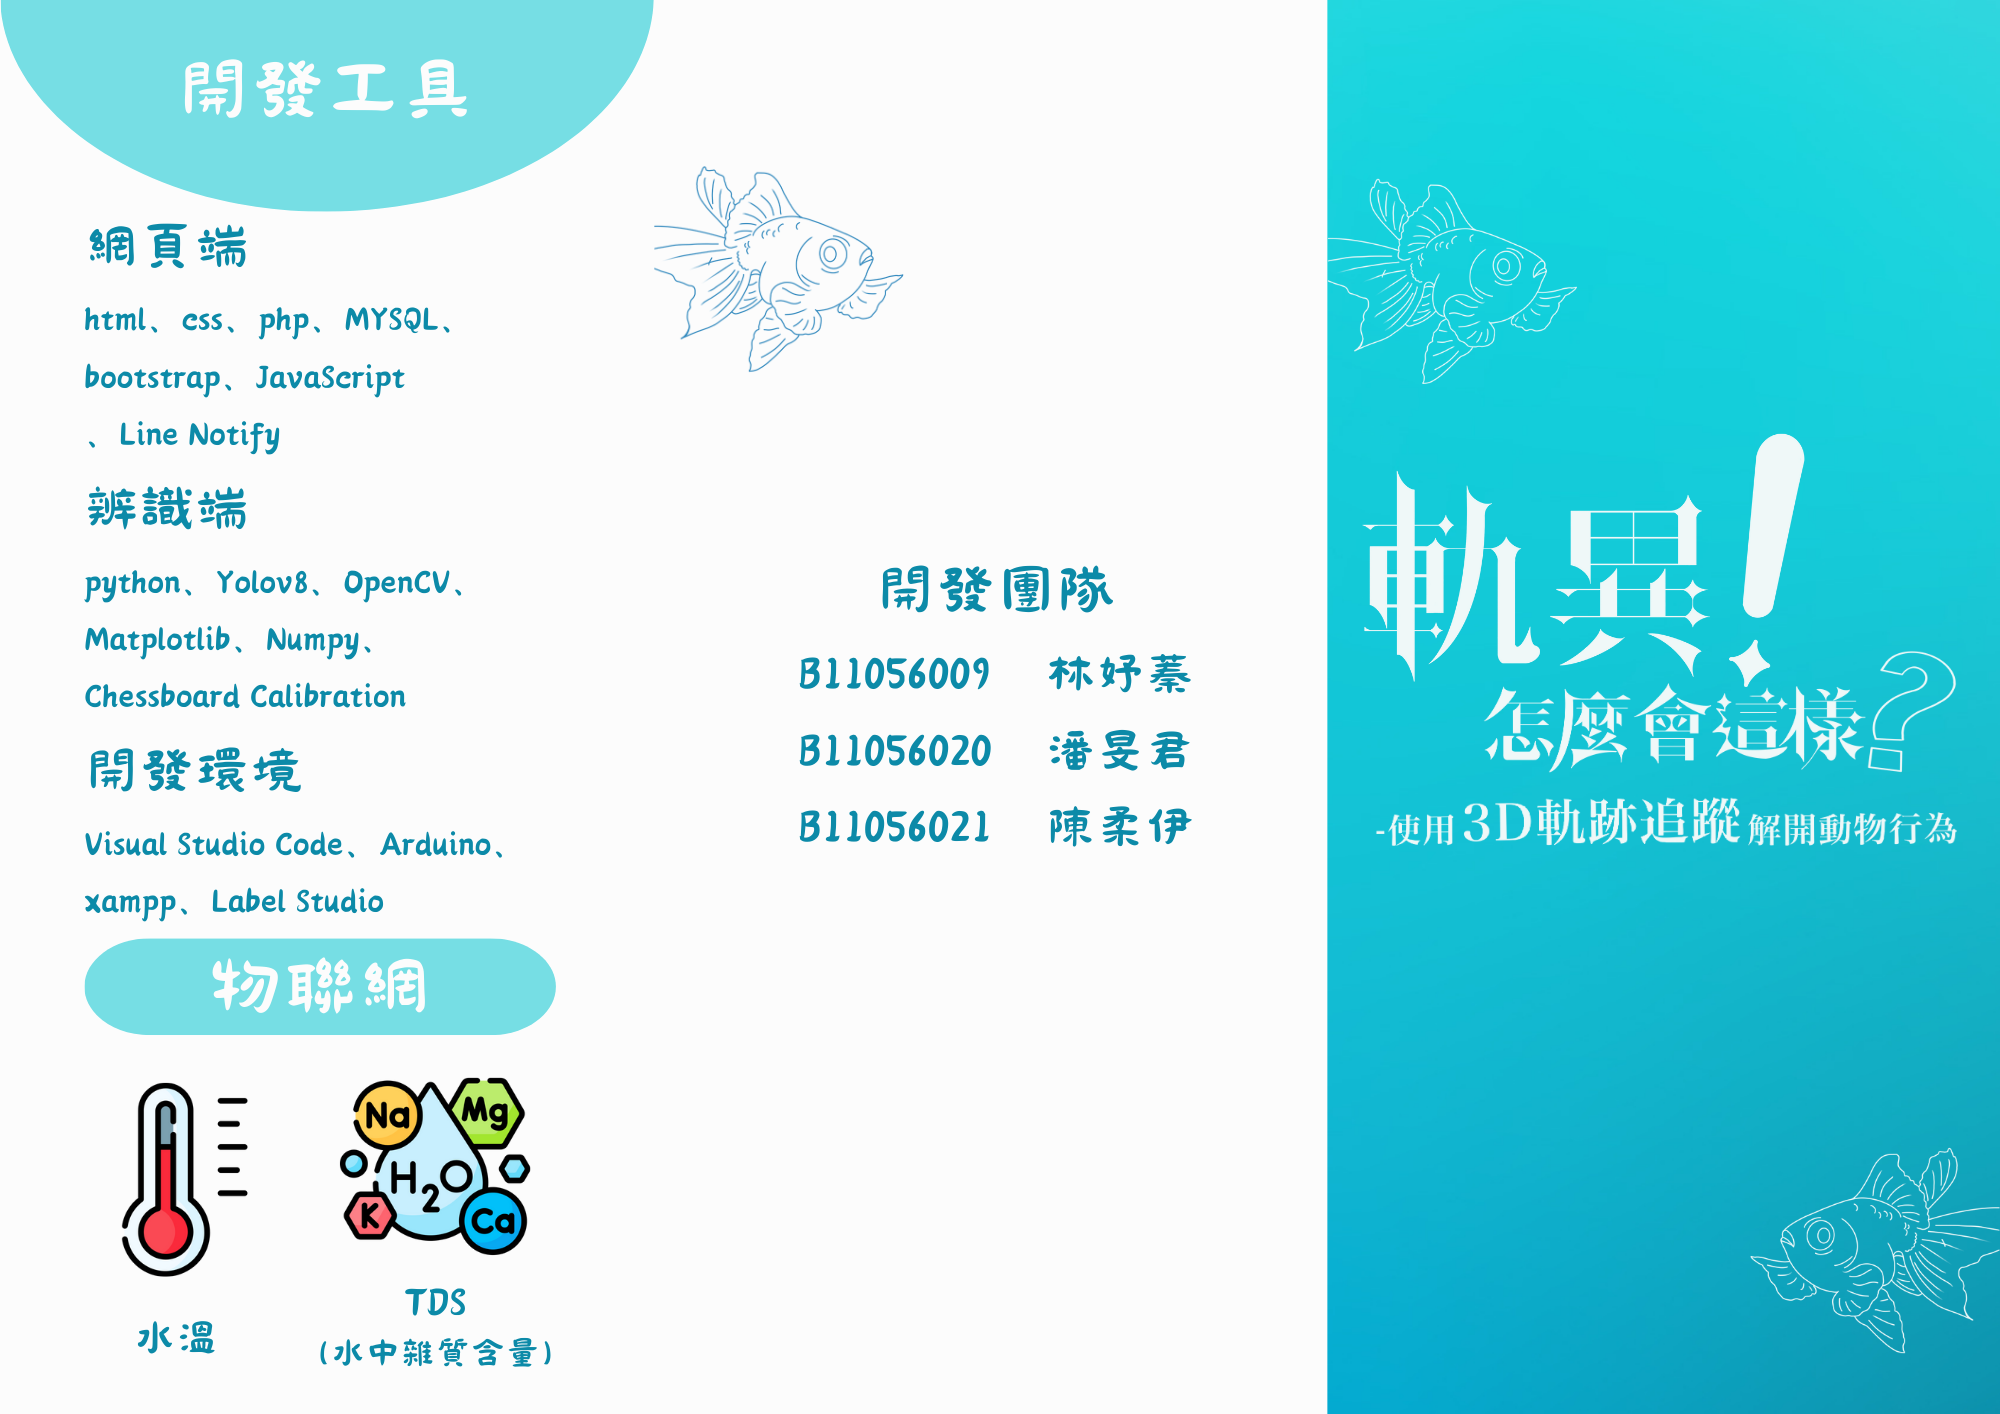 開發工具
網頁端
html、css、php、MYSQL、
bootstrap、JavaScript
、Line Notify
辨識端
python、Yolov8、OpenCV、
Matplotlib、Numpy、
Chessboard Calibration
開發環境
Visual Studio Code、Arduino、
xampp、Label Studio
物聯網
Na
Mg
H2O
K
Ca
水溫
TDS
(水中雜質含量)
開發團隊
B11056009 林妤蓁
B11056020 潘旻君
B11056021 陳柔伊
軌異!
怎麼會這樣?
-使用3D軌跡追蹤解開動物行為